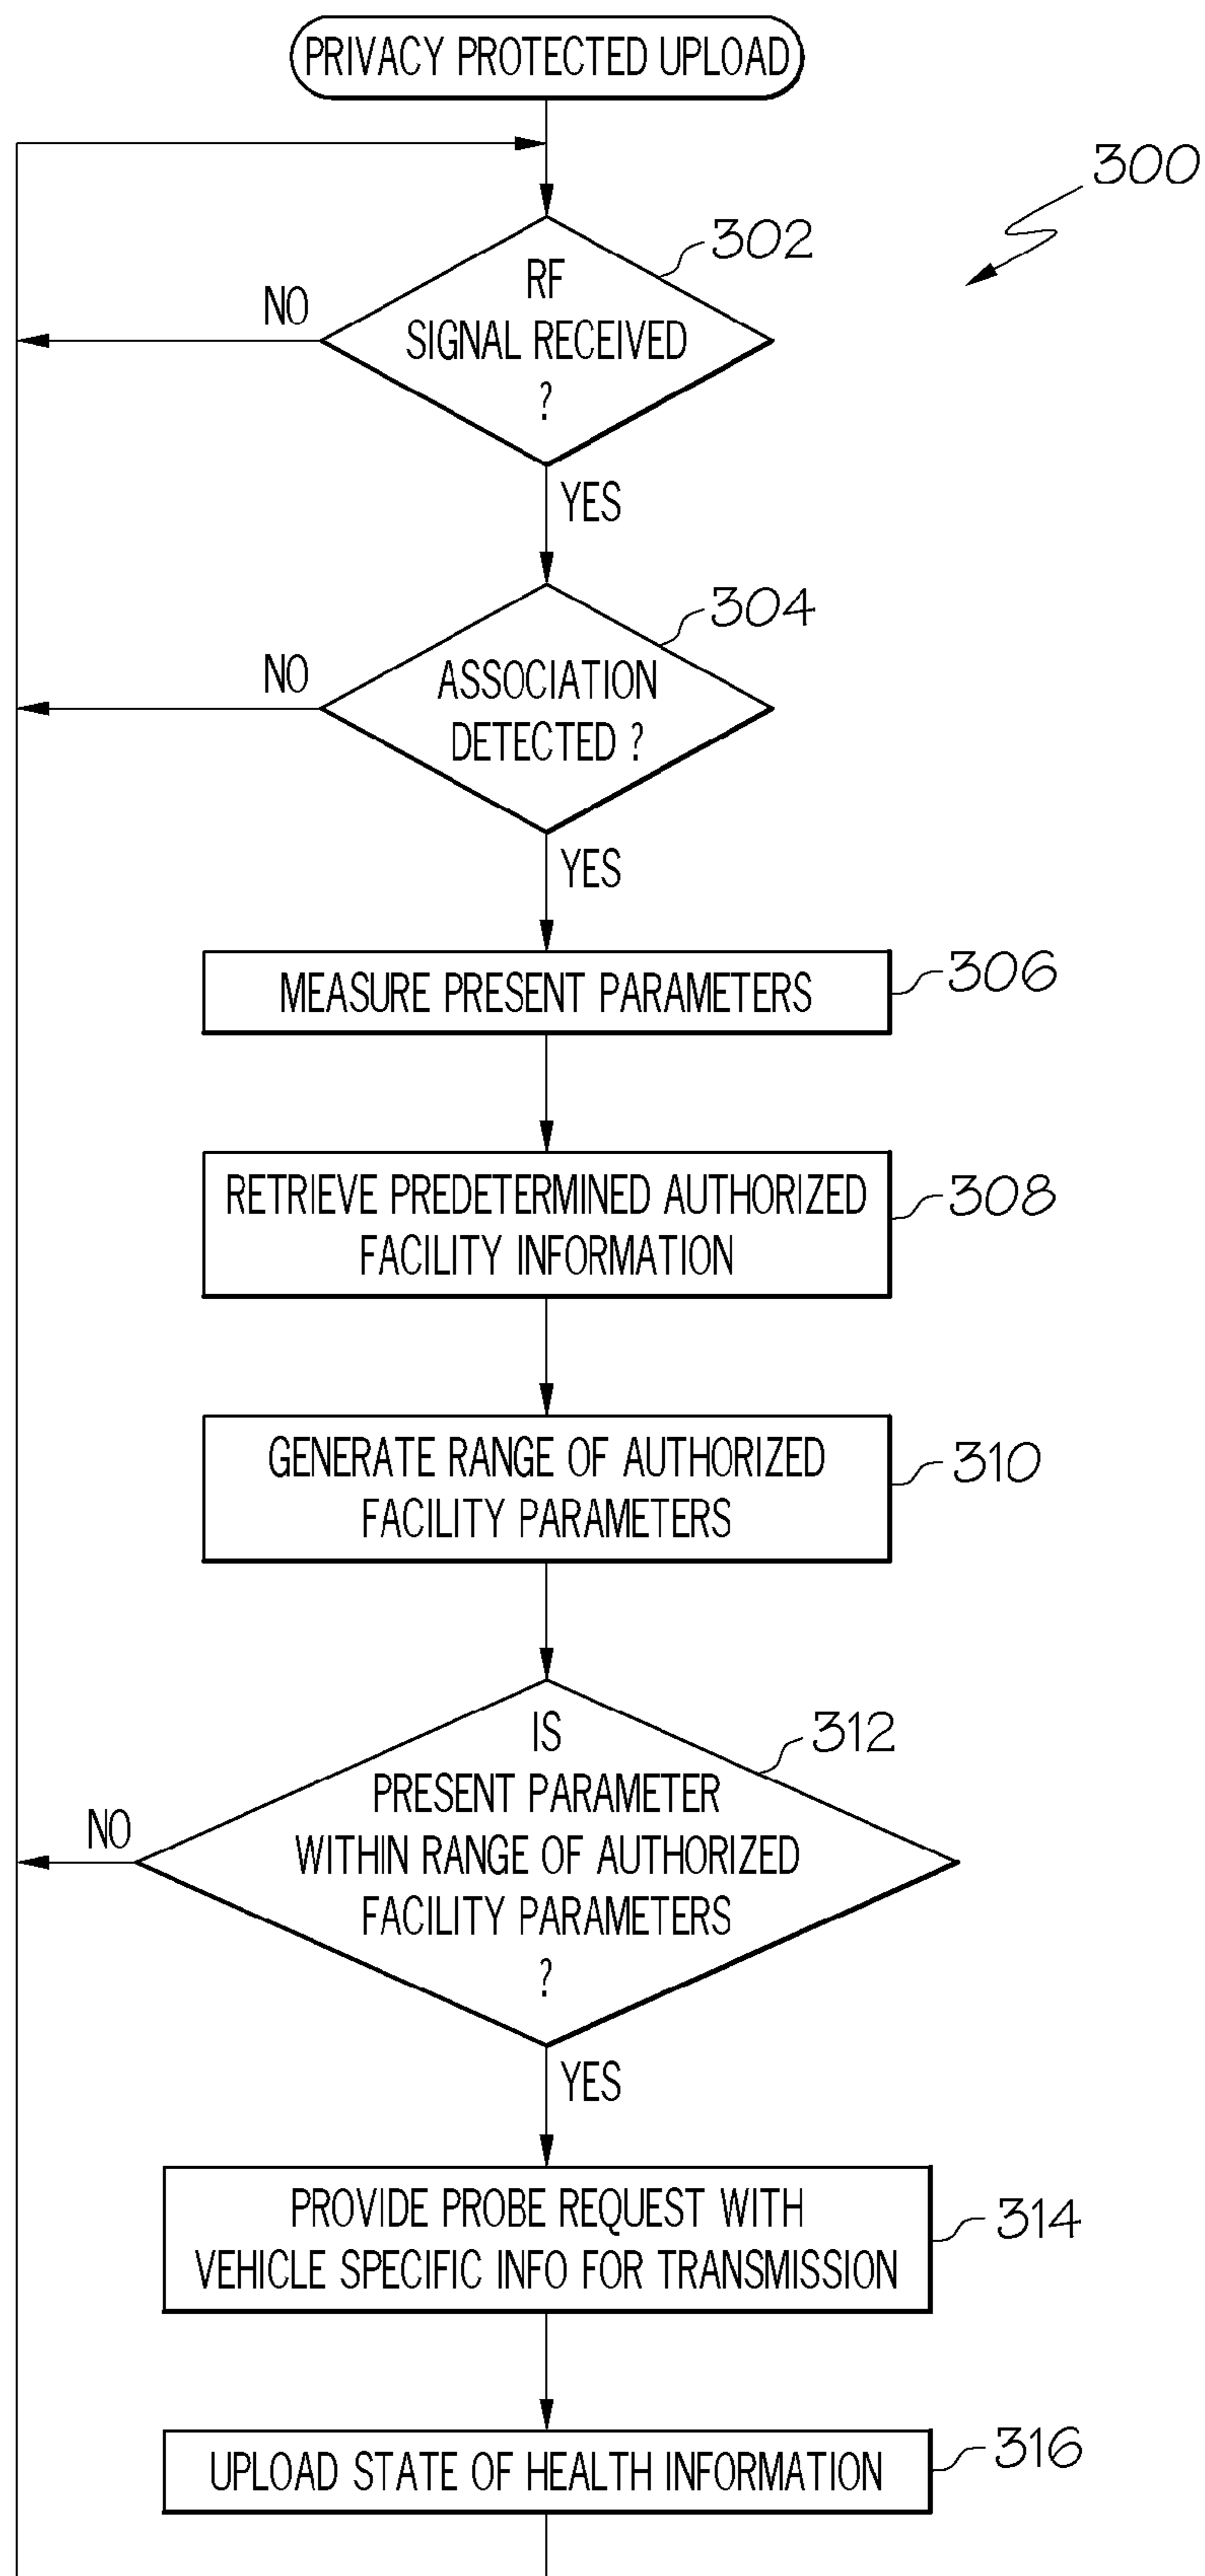 PRIVACY PROTECTED UPLOAD
300
302
RF
SIGNAL RECEIVED
?
NO
YES
304
ASSOCIATION
DETECTED ?
NO
YES
MEASURE PRESENT PARAMETERS
306
RETRIEVE PREDETERMINED AUTHORIZED
FACILITY INFORMATION
308
GENERATE RANGE OF AUTHORIZED
FACILITY PARAMETERS
310
312
IS
PRESENT PARAMETER
WITHIN RANGE OF AUTHORIZED
FACILITY PARAMETERS
?
NO
YES
PROVIDE PROBE REQUEST WITH
VEHICLE SPECIFIC INFO FOR TRANSMISSION
314
UPLOAD STATE OF HEALTH INFORMATION
316